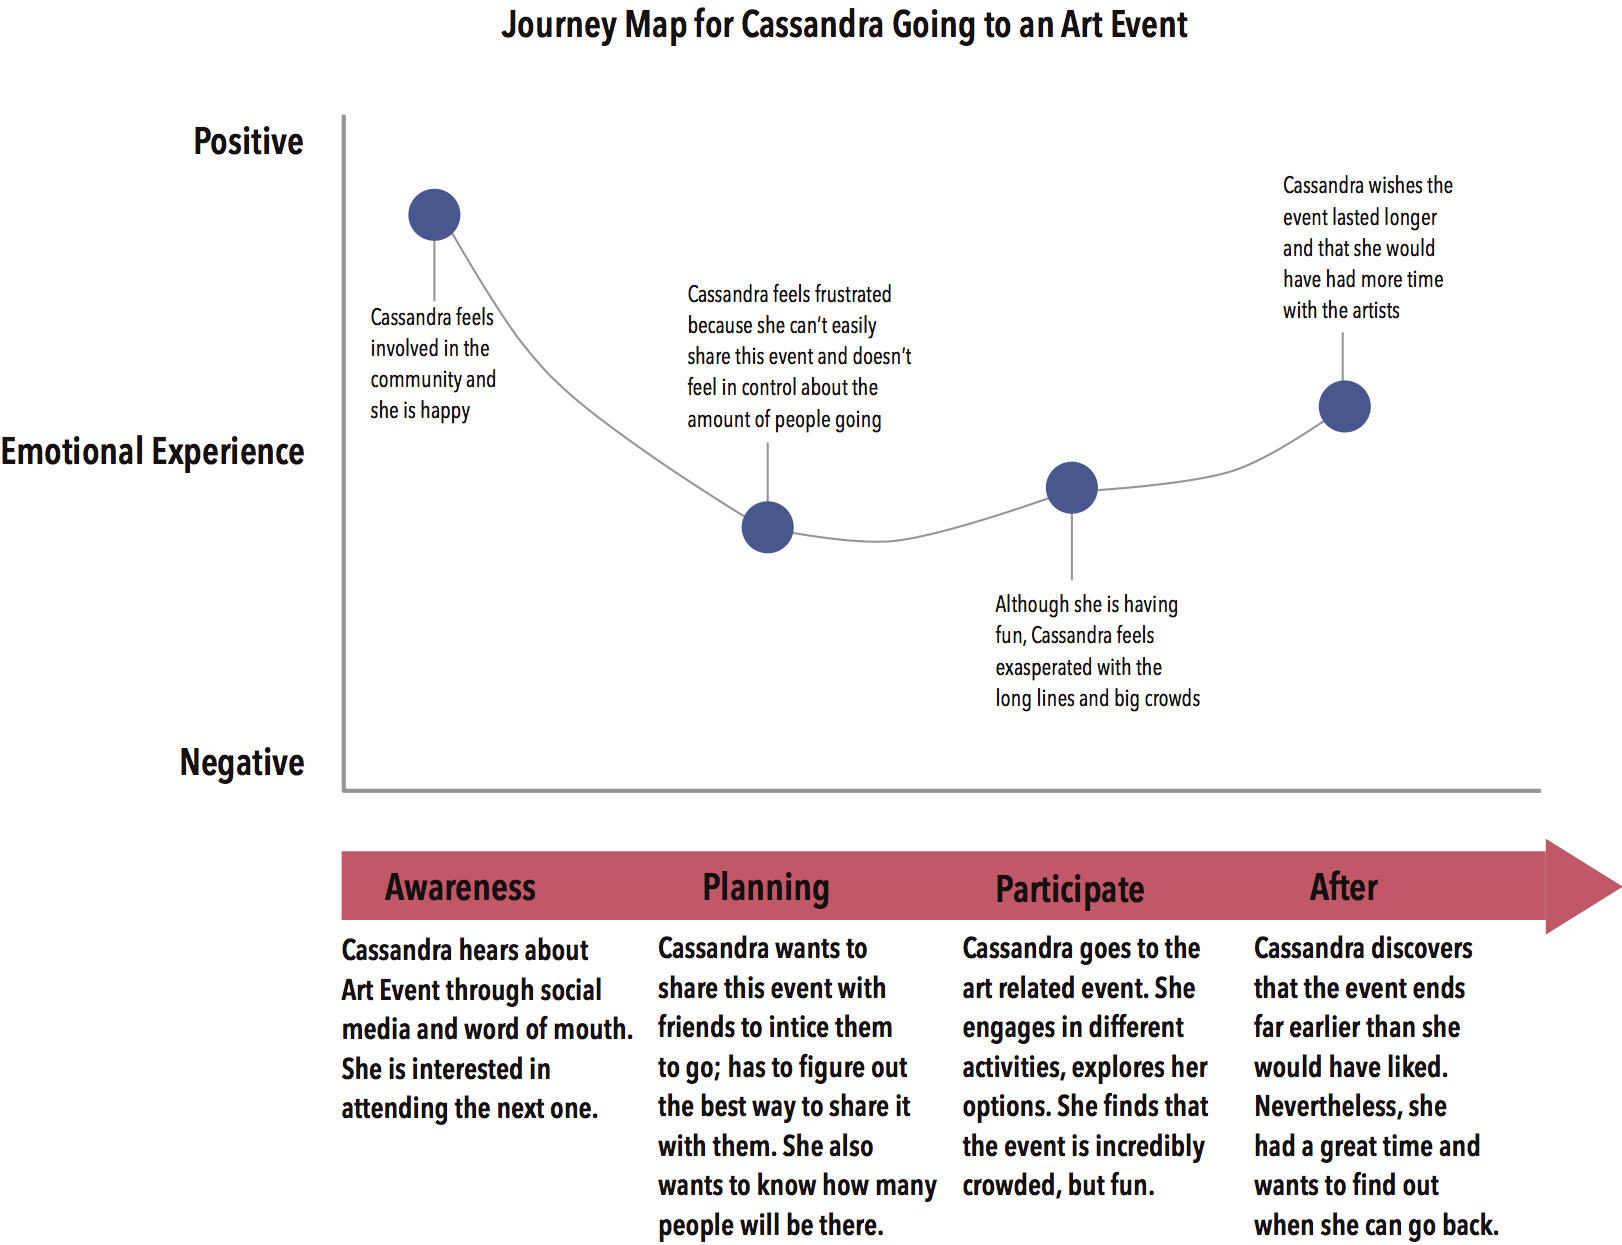 Journey Map for Cassandra Going to an Art Event
Positive
Emotional Experience
Negative
Cassandra feels
involved in the
community and
she is happy
Cassandra feels frustrated
because she can't easily
share this event and doesn't
feel in control about the
amount of people going
Although she is having
fun, Cassandra feels
exasperated with the
long lines and big crowds
Cassandra wishes the
event lasted longer
and that she would
have had more time
with the artists
Awareness
Cassandra hears about
Art Event through social
media and word of mouth.
She is interested in
attending the next one.
Planning
Cassandra wants to
share this event with
friends to intice them
to go; has to figure out
the best way to share it
with them. She also
wants to know how many
people will be there.
Participate
Cassandra goes to the
art related event. She
engages in different
activities, explores her
options. She finds that
the event is incredibly
crowded, but fun.
After
Cassandra discovers
that the event ends
far earlier than she
would have liked.
Nevertheless, she
had a great time and
wants to find out
when she can go back.